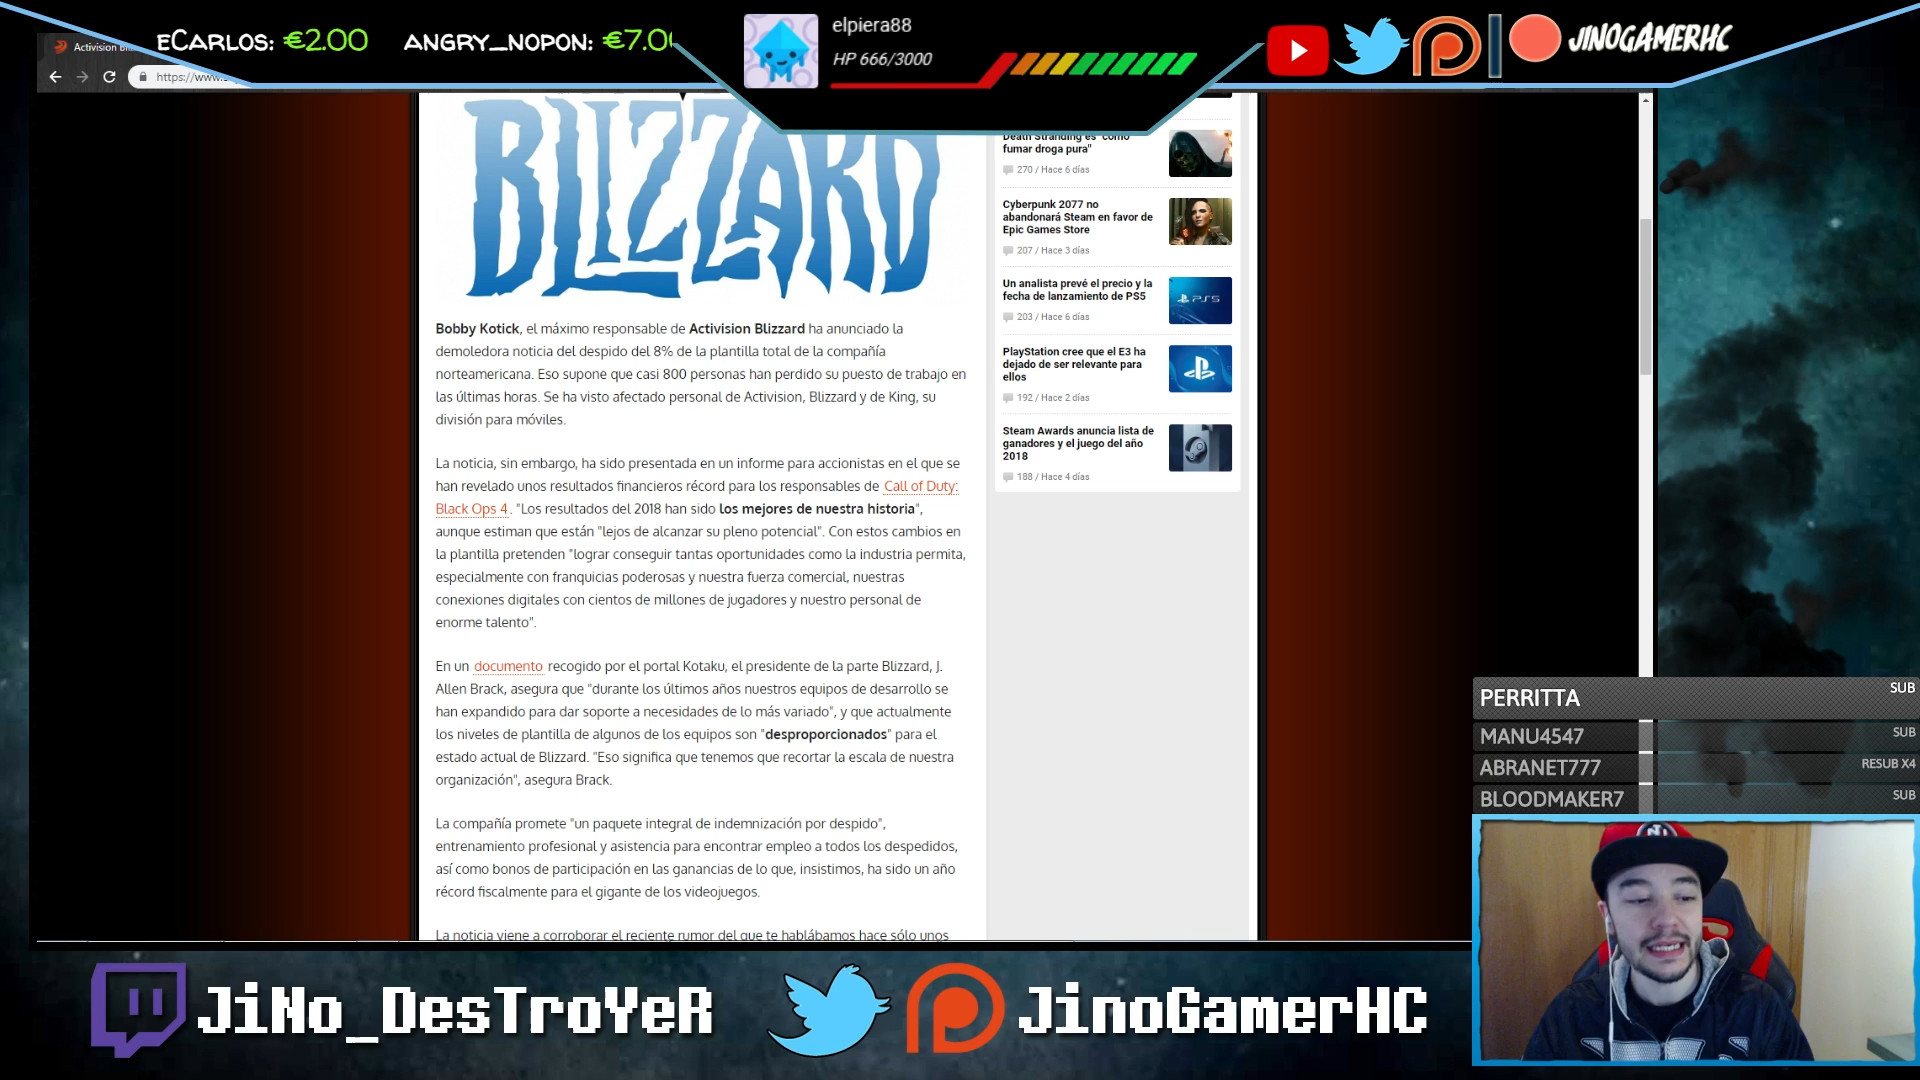 eCarlos: €2.00 Angry_Nopon: €7.0
elpiera88
HP 666/3000
JINOGAMERHC
Activision
https://www.
BLIZZARD
Bobby Kotick, el máximo responsable de Activision Blizzard ha anunciado la
demoledora noticia del despido del 8% de la plantilla total de la compañía
norteamericana. Eso supone que casi 800 personas han perdido su puesto de trabajo en
las últimas horas. Se ha visto afectado personal de Activision, Blizzard y de King, su
división para móviles.
La noticia, sin embargo, ha sido presentada en un informe para accionistas en el que se
han revelado unos resultados financieros récord para los responsables de Call of Duty:
Black Ops 4. "Los resultados del 2018 han sido los mejores de nuestra historia",
aunque estiman que están "lejos de alcanzar su pleno potencial". Con estos cambios en
la plantilla pretenden "lograr conseguir tantas oportunidades como la industria permita,
especialmente con franquicias poderosas y nuestra fuerza comercial, nuestras
conexiones digitales con cientos de millones de jugadores y nuestro personal de
enorme talento".
En un documento recogido por el portal Kotaku, el presidente de la parte Blizzard, J.
Allen Brack, asegura que "durante los últimos años nuestros equipos de desarrollo se
han expandido para dar soporte a necesidades de lo más variado", y que actualmente
los niveles de plantilla de algunos de los equipos son "desproporcionados" para el
estado actual de Blizzard. "Eso significa que tenemos que recortar la escala de nuestra
organización", asegura Brack.
La compañía promete "un paquete integral de indemnización por despido",
entrenamiento profesional y asistencia para encontrar empleo a todos los despedidos,
así como bonos de participación en las ganancias de lo que, insistimos, ha sido un año
récord fiscalmente para el gigante de los videojuegos.
La noticia viene a corroborar el reciente rumor del que te hablábamos hace sólo unos
Death Stranding es "como
fumar droga pura"
270 / Hace 6 días
Cyberpunk 2077 no
abandonará Steam en favor de
Epic Games Store
207 / Hace 3 días
Un analista prevé el precio y la
fecha de lanzamiento de PS5
203 / Hace 6 días
PS5
PlayStation cree que el E3 ha
dejado de ser relevante para
ellos
192 / Hace 2 días
Steam Awards anuncia lista de
ganadores y el juego del año
2018
188 / Hace 4 días
PERRITTA SUB
MANU4547 SUB
ABRANET777 RESUB X4
BLOODMAKER7 SUB
JiNo_DesTroYeR
JinoGamerHC